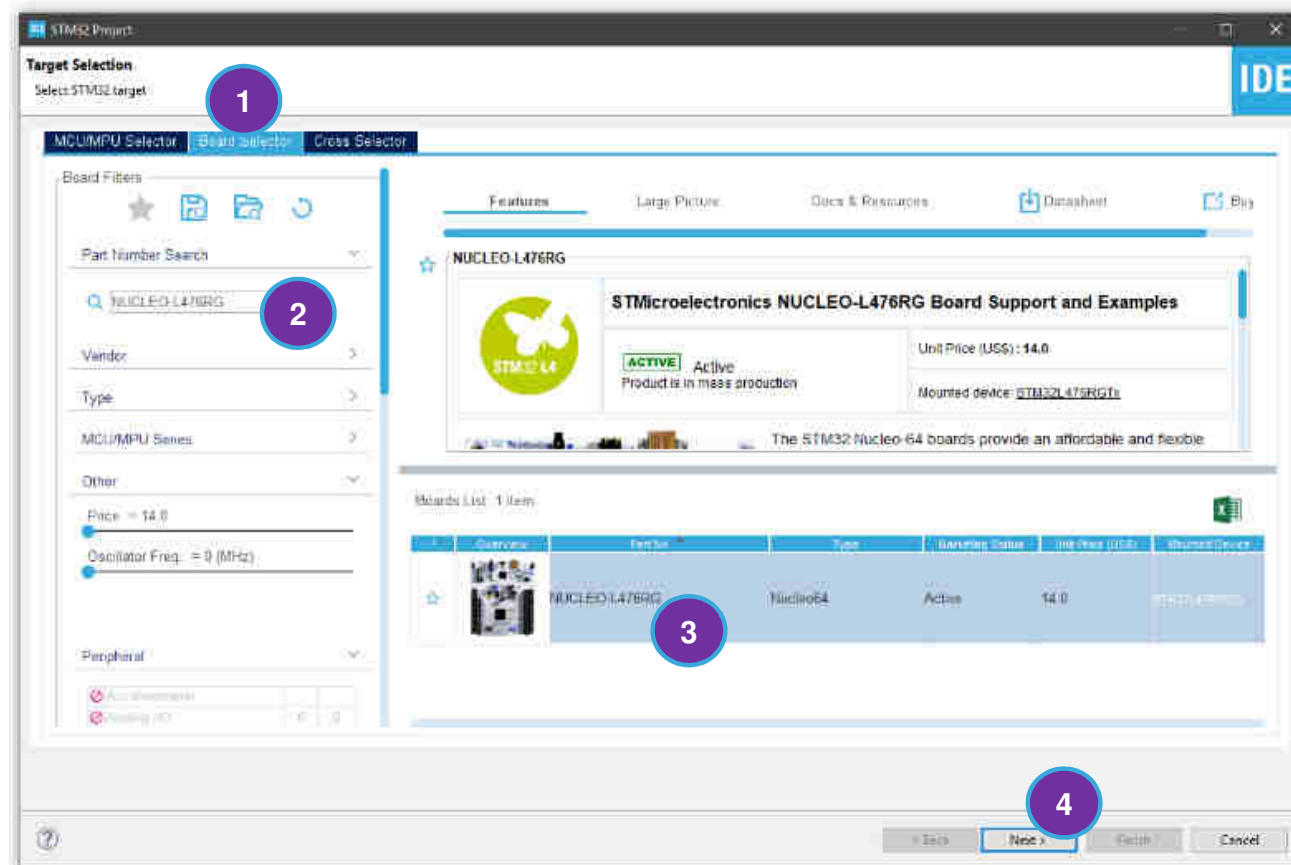 STM32 Project
Target Selection
Select STM32 target
IDE
1
MCU/MPU Selector Board Selector Cross Selector
Board Filters
Features Large Picture Docs & Resources Datasheet Buy
Part Number Search
NUCLEO-L476RG
NUCLEO-L476RG
2
STM32 L4
STMicroelectronics NUCLEO-L476RG Board Support and Examples
ACTIVE Active
Product is in mass production
Unit Price (US$) : 14.0
Mounted device: STM32L476RGTx
The STM32 Nucleo-64 boards provide an affordable and flexible
Vendor
Type
MCU/MPU Series
Other
Price = 14.0
Oscillator Freq. = 0 (MHz)
Peripheral
Accelerometer
Analog I/O 0 0
Boards List: 1 item
Overview Part No Type Marketing Status Unit Price (US$) Mounted Device
NUCLEO-L476RG Nucleo64 Active 14.0
3
4
< Back Next > Finish Cancel